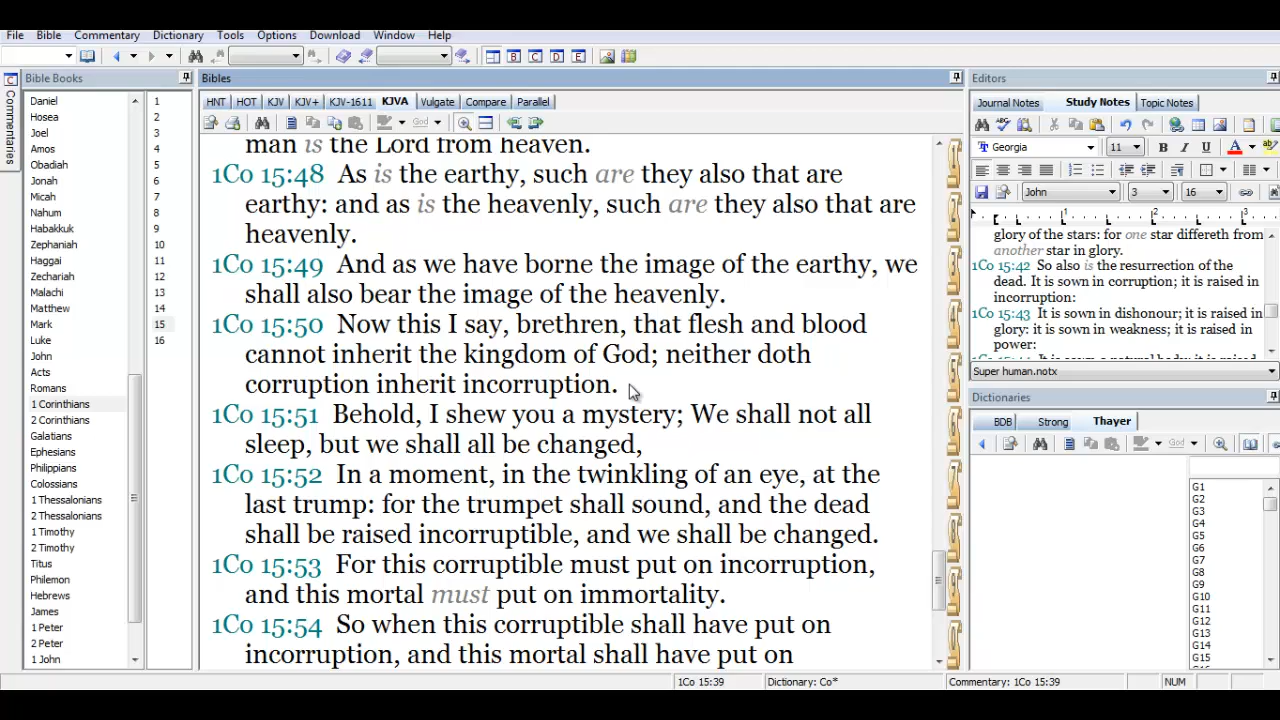 File Bible Commentary Dictionary Tools Options Download Window Help
Bible Books
Bibles
Editors
Commentaries
Daniel
Hosea
Joel
Amos
Obadiah
Jonah
Micah
Nahum
Habakkuk
Zephaniah
Haggai
Zechariah
Malachi
Matthew
Mark
Luke
John
Acts
Romans
1 Corinthians
2 Corinthians
Galatians
Ephesians
Philippians
Colossians
1 Thessalonians
2 Thessalonians
1 Timothy
2 Timothy
Titus
Philemon
Hebrews
James
1 Peter
2 Peter
1 John
1
2
3
4
5
6
7
8
9
10
11
12
13
14
15
16
HNT HOT KJV KJV+ KJV-1611 KJVA Vulgate Compare Parallel
man is the Lord from heaven.
1Co 15:48 As is the earthy, such are they also that are
earthy: and as is the heavenly, such are they also that are
heavenly.
1Co 15:49 And as we have borne the image of the earthy, we
shall also bear the image of the heavenly.
1Co 15:50 Now this I say, brethren, that flesh and blood
cannot inherit the kingdom of God; neither doth
corruption inherit incorruption.
1Co 15:51 Behold, I shew you a mystery; We shall not all
sleep, but we shall all be changed,
1Co 15:52 In a moment, in the twinkling of an eye, at the
last trump: for the trumpet shall sound, and the dead
shall be raised incorruptible, and we shall be changed.
1Co 15:53 For this corruptible must put on incorruption,
and this mortal must put on immortality.
1Co 15:54 So when this corruptible shall have put on
incorruption, and this mortal shall have put on
Journal Notes Study Notes Topic Notes
Georgia 11 B I U A
John 3 16
1 2 3
glory of the stars: for one star differeth from
another star in glory.
1Co 15:42 So also is the resurrection of the
dead. It is sown in corruption; it is raised in
incorruption:
1Co 15:43 It is sown in dishonour; it is raised in
glory: it is sown in weakness; it is raised in
power:
Super human.notx
Dictionaries
BDB Strong Thayer
G1
G2
G3
G4
G5
G6
G7
G8
G9
G10
G11
G12
G13
G14
G15
1Co 15:39 Dictionary: Co* Commentary: 1Co 15:39 NUM